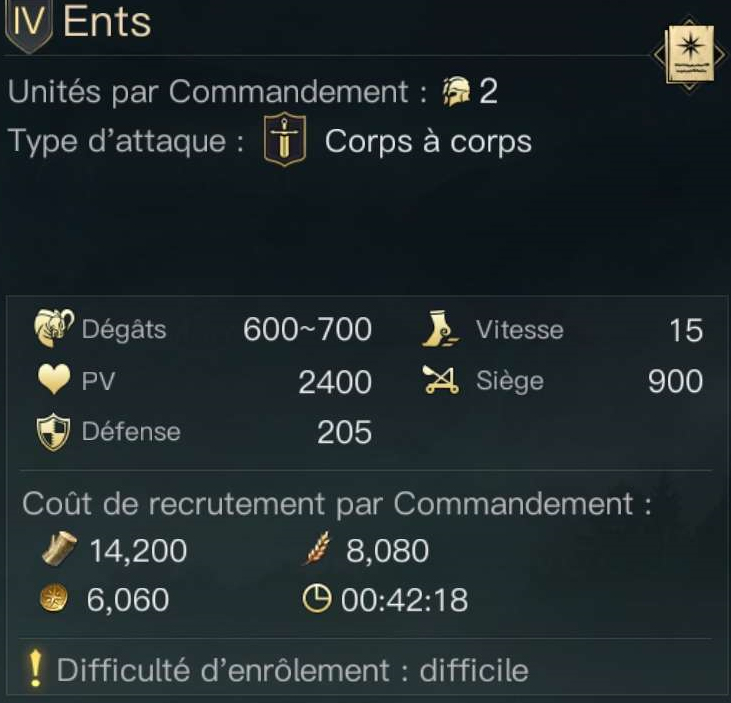 IV Ents
Unités par Commandement : 2
Type d'attaque : Corps à corps
Dégâts 600~700 Vitesse 15
PV 2400 Siège 900
Défense 205
Coût de recrutement par Commandement :
14,200 8,080
6,060 00:42:18
Difficulté d'enrôlement : difficile